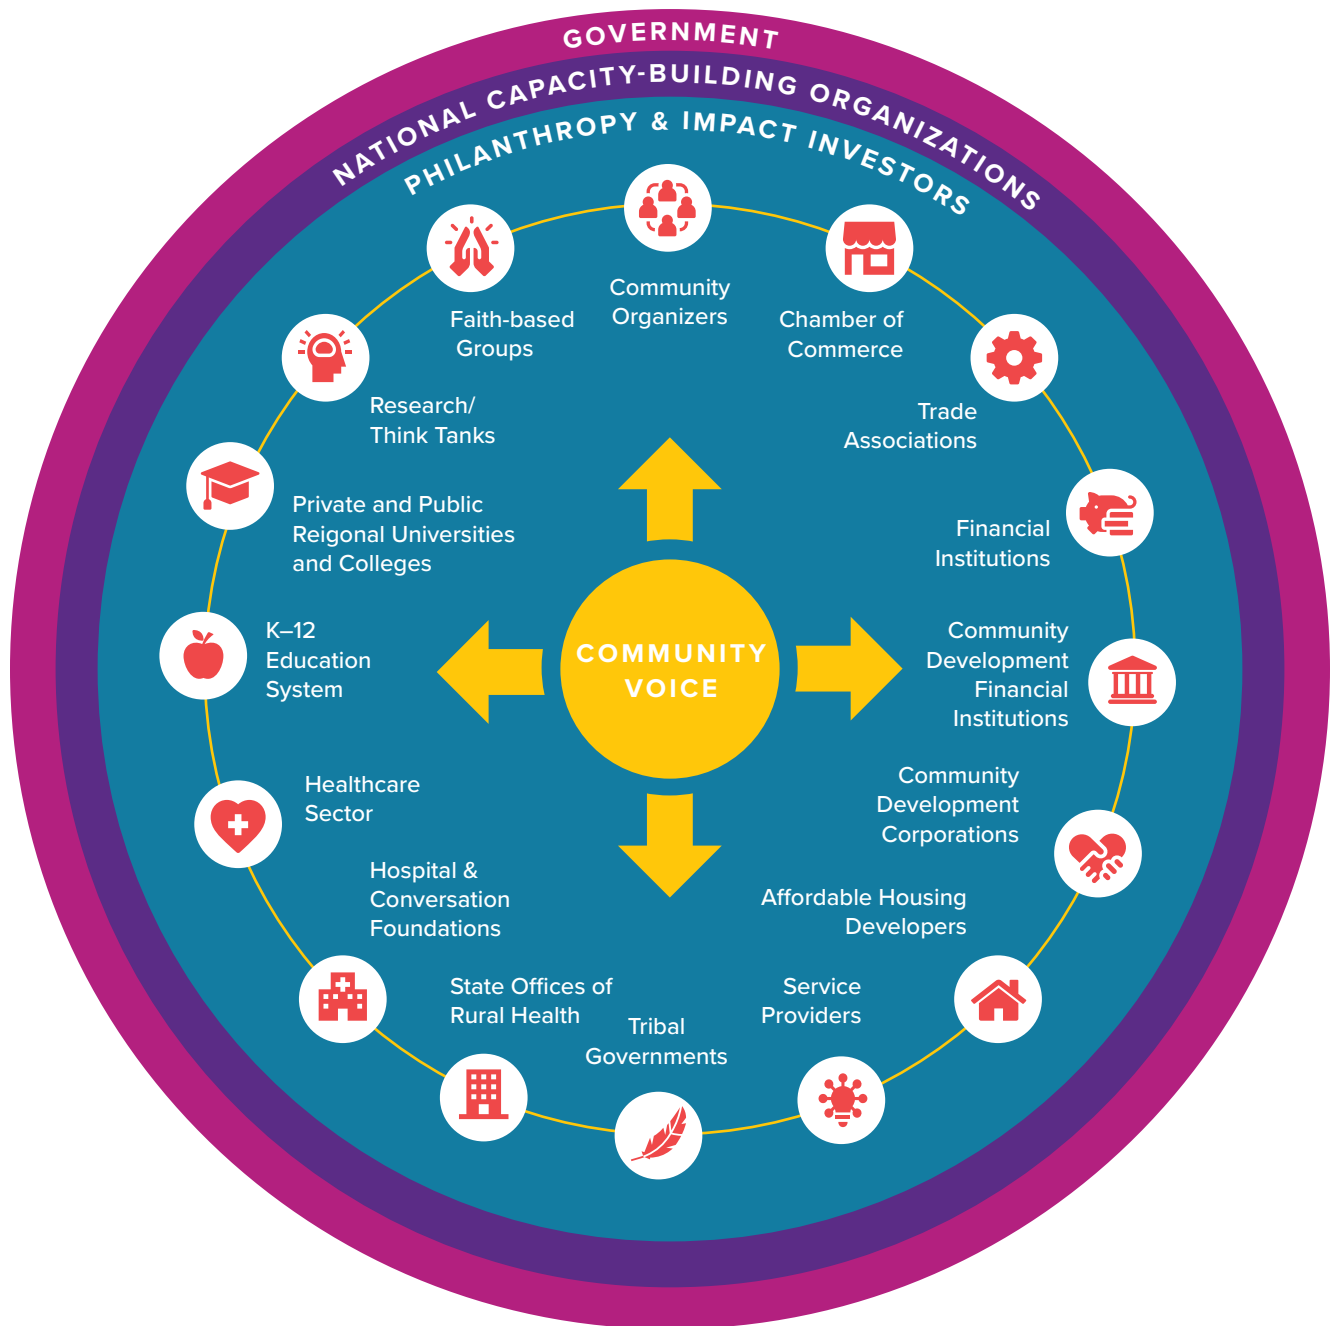 GOVERNMENT
NATIONAL CAPACITY-BUILDING ORGANIZATIONS
PHILANTHROPY & IMPACT INVESTORS
Community
Organizers
Chamber of
Commerce
Trade
Associations
Financial
Institutions
Community
Development
Financial
Institutions
Community
Development
Corporations
Affordable Housing
Developers
Service
Providers
Tribal
Governments
State Offices of
Rural Health
Hospital &
Conversation
Foundations
Healthcare
Sector
K–12
Education
System
Private and Public
Reigonal Universities
and Colleges
Research/
Think Tanks
Faith-based
Groups
COMMUNITY
VOICE